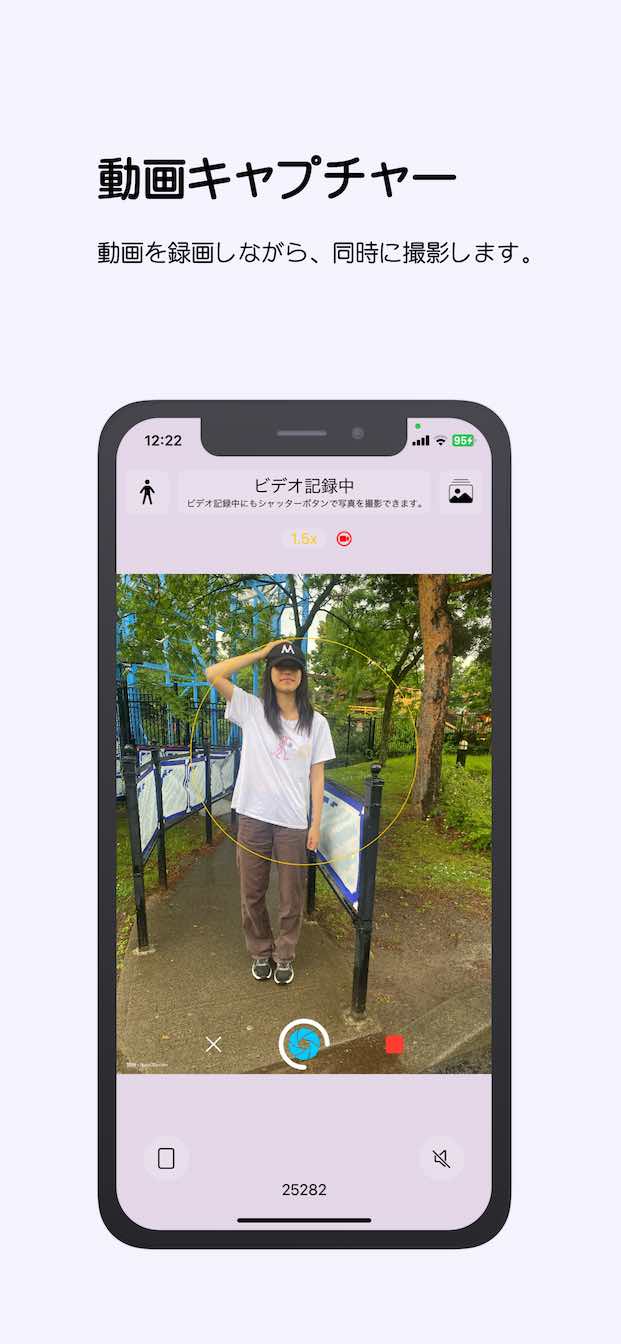 動画キャプチャー
動画を録画しながら、同時に撮影します。
12:22
95
ビデオ記録中
ビデオ記録中にもシャッターボタンで写真を撮影できます。
1.5x
M
25282